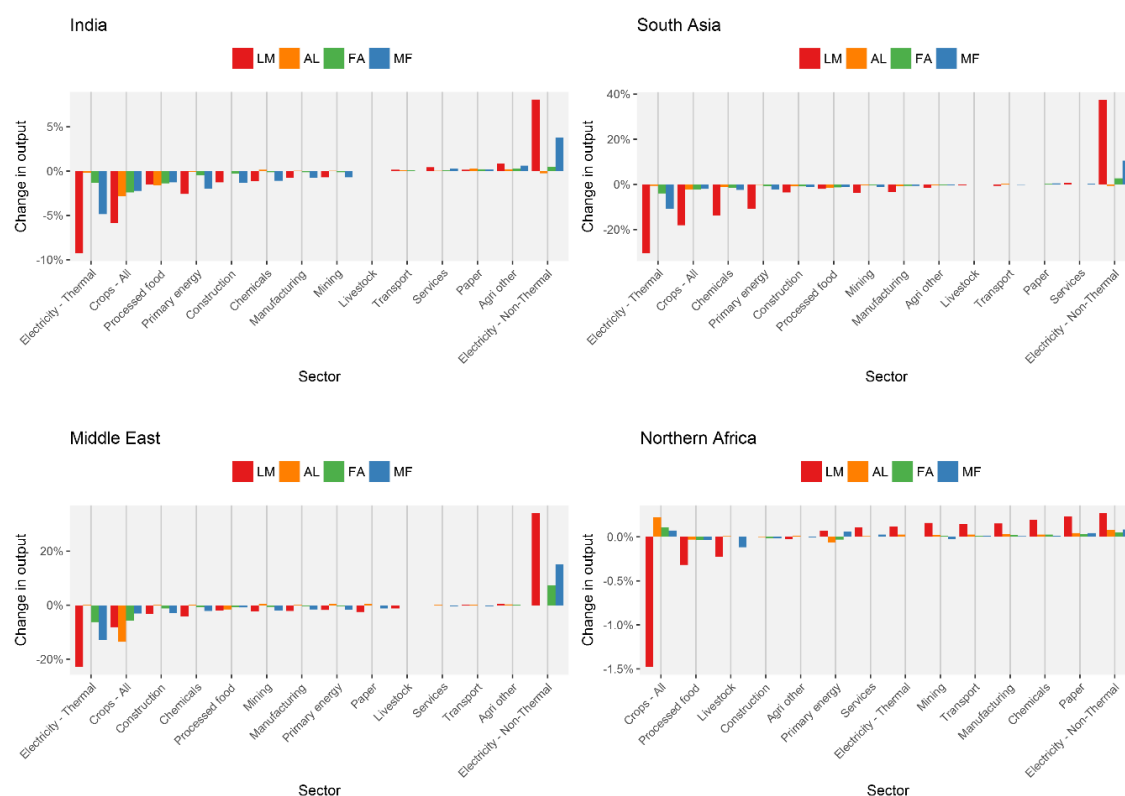 India
LM AL FA MF
5%
0%
-5%
-10%
Change in output
Electricity - Thermal
Crops - All
Processed food
Primary energy
Construction
Chemicals
Manufacturing
Mining
Livestock
Transport
Services
Paper
Agri other
Electricity - Non-Thermal
Sector
South Asia
LM AL FA MF
40%
20%
0%
-20%
Change in output
Electricity - Thermal
Crops - All
Chemicals
Primary energy
Construction
Processed food
Mining
Manufacturing
Agri other
Livestock
Transport
Paper
Services
Electricity - Non-Thermal
Sector
Middle East
LM AL FA MF
20%
0%
-20%
Change in output
Electricity - Thermal
Crops - All
Construction
Chemicals
Processed food
Mining
Manufacturing
Primary energy
Paper
Livestock
Services
Transport
Agri other
Electricity - Non-Thermal
Sector
Northern Africa
LM AL FA MF
0.0%
-0.5%
-1.0%
-1.5%
Change in output
Crops - All
Processed food
Livestock
Construction
Agri other
Primary energy
Services
Electricity - Thermal
Mining
Transport
Manufacturing
Chemicals
Paper
Electricity - Non-Thermal
Sector